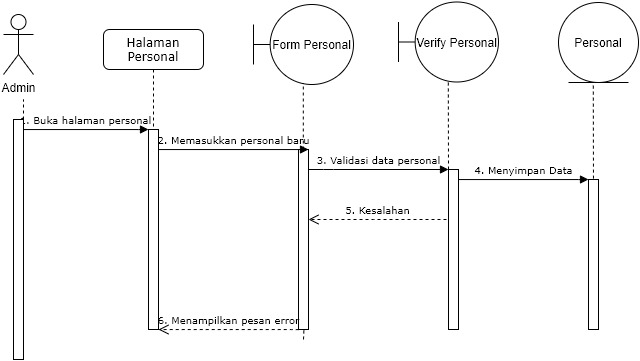 Halaman
Personal
Form Personal
Verify Personal
Personal
Admin
1. Buka halaman personal
2. Memasukkan personal baru
3. Validasi data personal
4. Menyimpan Data
5. Kesalahan
6. Menampilkan pesan error